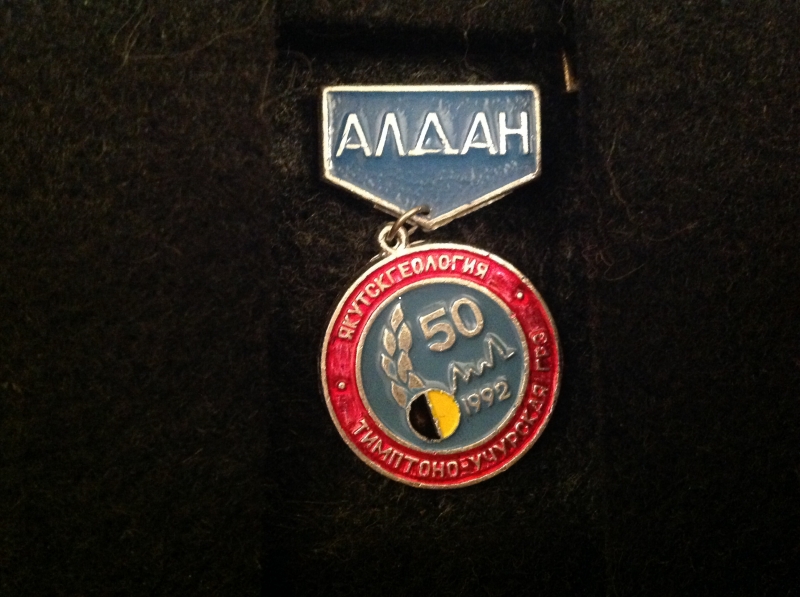 АЛДАН
ЯКУТСКГЕОЛОГИЯ
50
1992
ТИМПТОНО-УЧУРСКАЯ ГРЭ